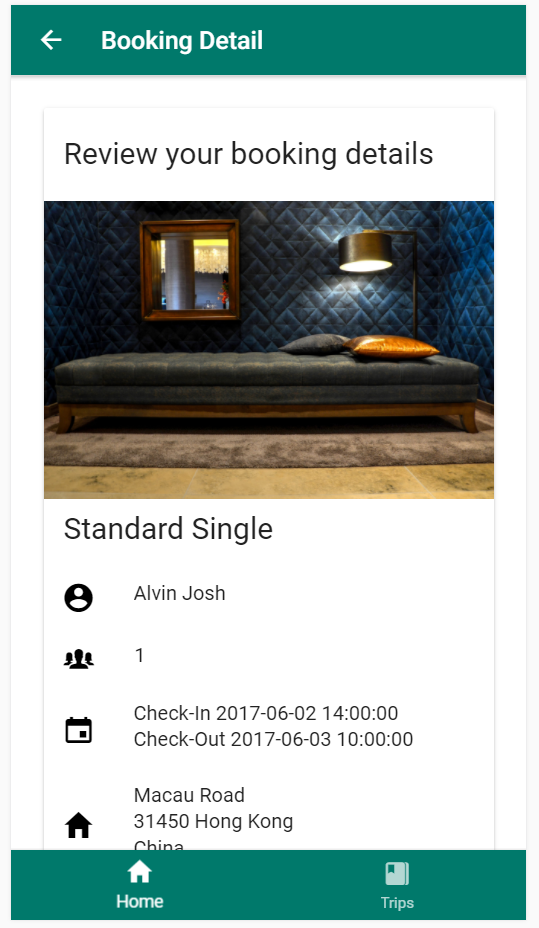 Booking Detail
Review your booking details
Standard Single
Alvin Josh
1
Check-In 2017-06-02 14:00:00
Check-Out 2017-06-03 10:00:00
Macau Road
31450 Hong Kong
China
Home
Trips